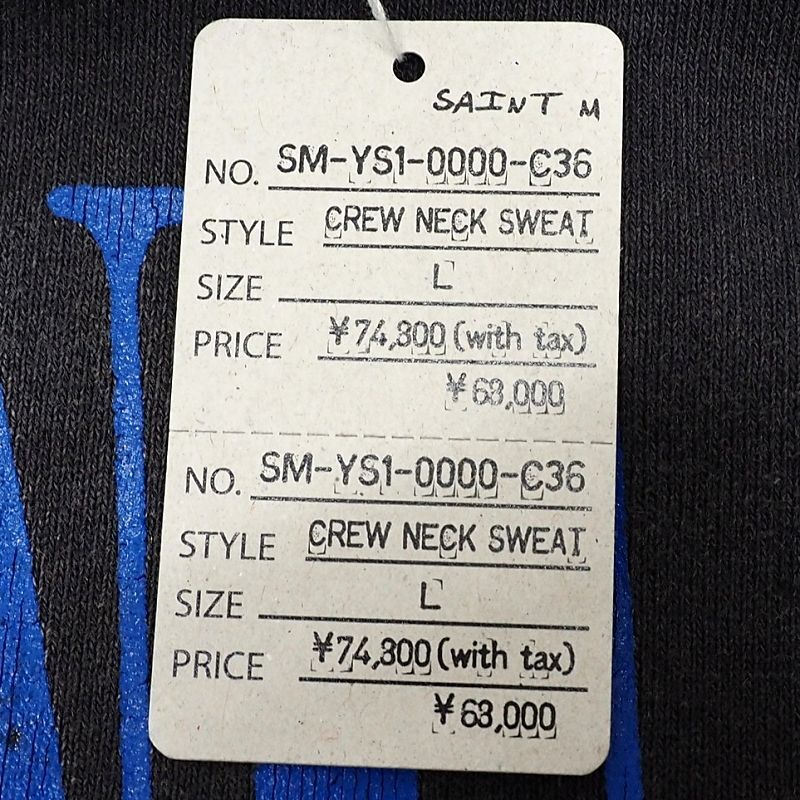 SAINT M
NO. SM-YS1-0000-C36
STYLE CREW NECK SWEAT
SIZE L
PRICE ¥74,800 (with tax)
¥68,000
NO. SM-YS1-0000-C36
STYLE CREW NECK SWEAT
SIZE L
PRICE ¥74,800 (with tax)
¥68,000